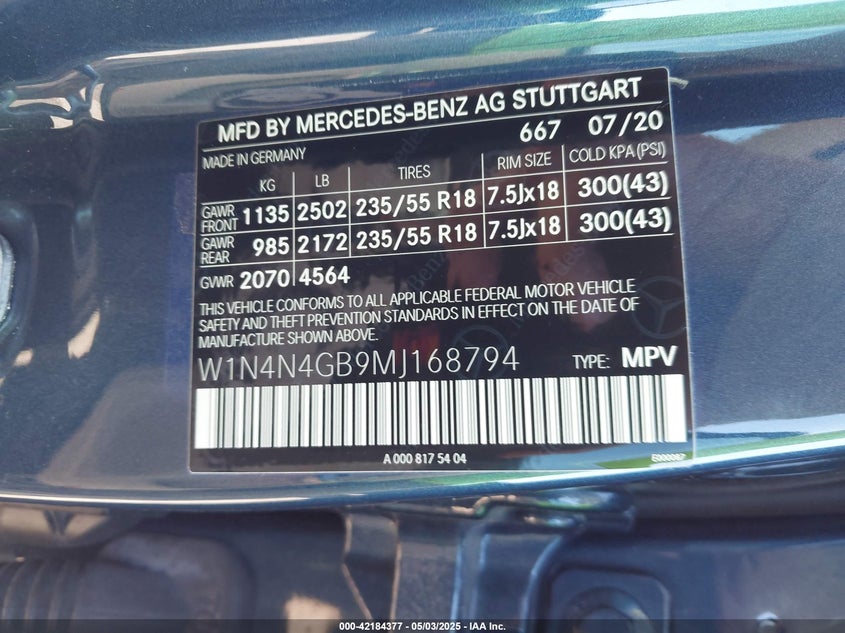 MFD BY MERCEDES-BENZ AG STUTTGART
667 07/20
MADE IN GERMANY
KG LB TIRES RIM SIZE COLD KPA(PSI)
GAWR FRONT 1135 2502 235/55 R18 7.5Jx18 300(43)
GAWR REAR 985 2172 235/55 R18 7.5Jx18 300(43)
GVWR 2070 4564
THIS VEHICLE CONFORMS TO ALL APPLICABLE FEDERAL MOTOR VEHICLE
SAFETY AND THEFT PREVENTION STANDARDS IN EFFECT ON THE DATE OF
MANUFACTURE SHOWN ABOVE.
W1N4N4GB9MJ168794 TYPE: MPV
A 000 817 54 04 E000087
000-42184377 - 05/03/2025 - IAA Inc.